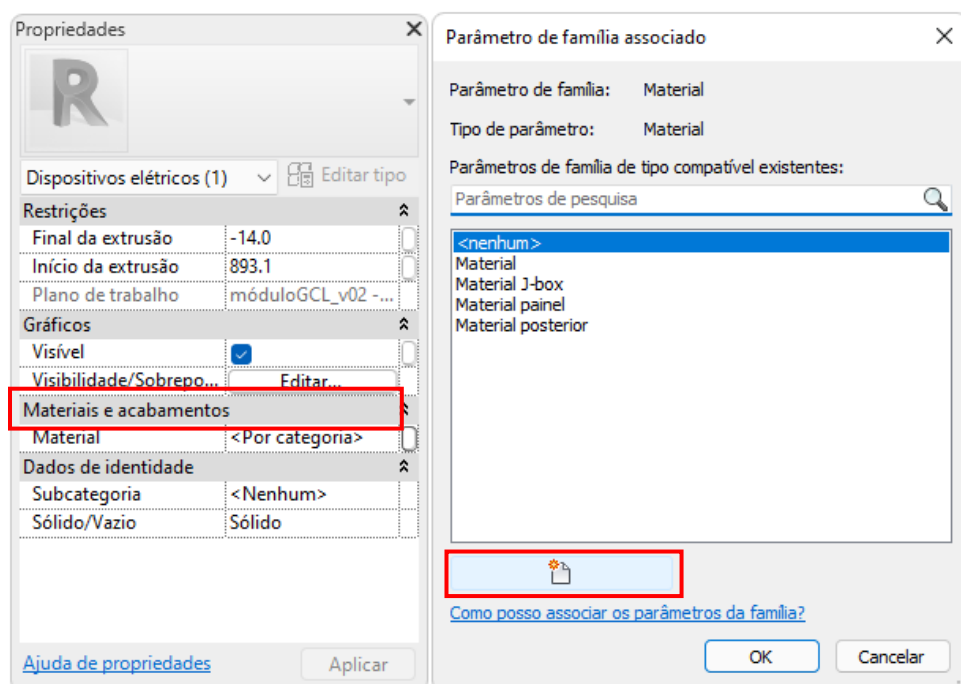 Propriedades
R
Dispositivos elétricos (1)
Editar tipo
Restrições
Final da extrusão -14.0
Início da extrusão 893.1
Plano de trabalho móduloGCL_v02 -...
Gráficos
Visível
Visibilidade/Sobrepo... Editar...
Materiais e acabamentos
Material <Por categoria>
Dados de identidade
Subcategoria <Nenhum>
Sólido/Vazio Sólido
Ajuda de propriedades
Aplicar
Parâmetro de família associado
Parâmetro de família: Material
Tipo de parâmetro: Material
Parâmetros de família de tipo compatível existentes:
Parâmetros de pesquisa
<nenhum>
Material
Material J-box
Material painel
Material posterior
Como posso associar os parâmetros da família?
OK
Cancelar